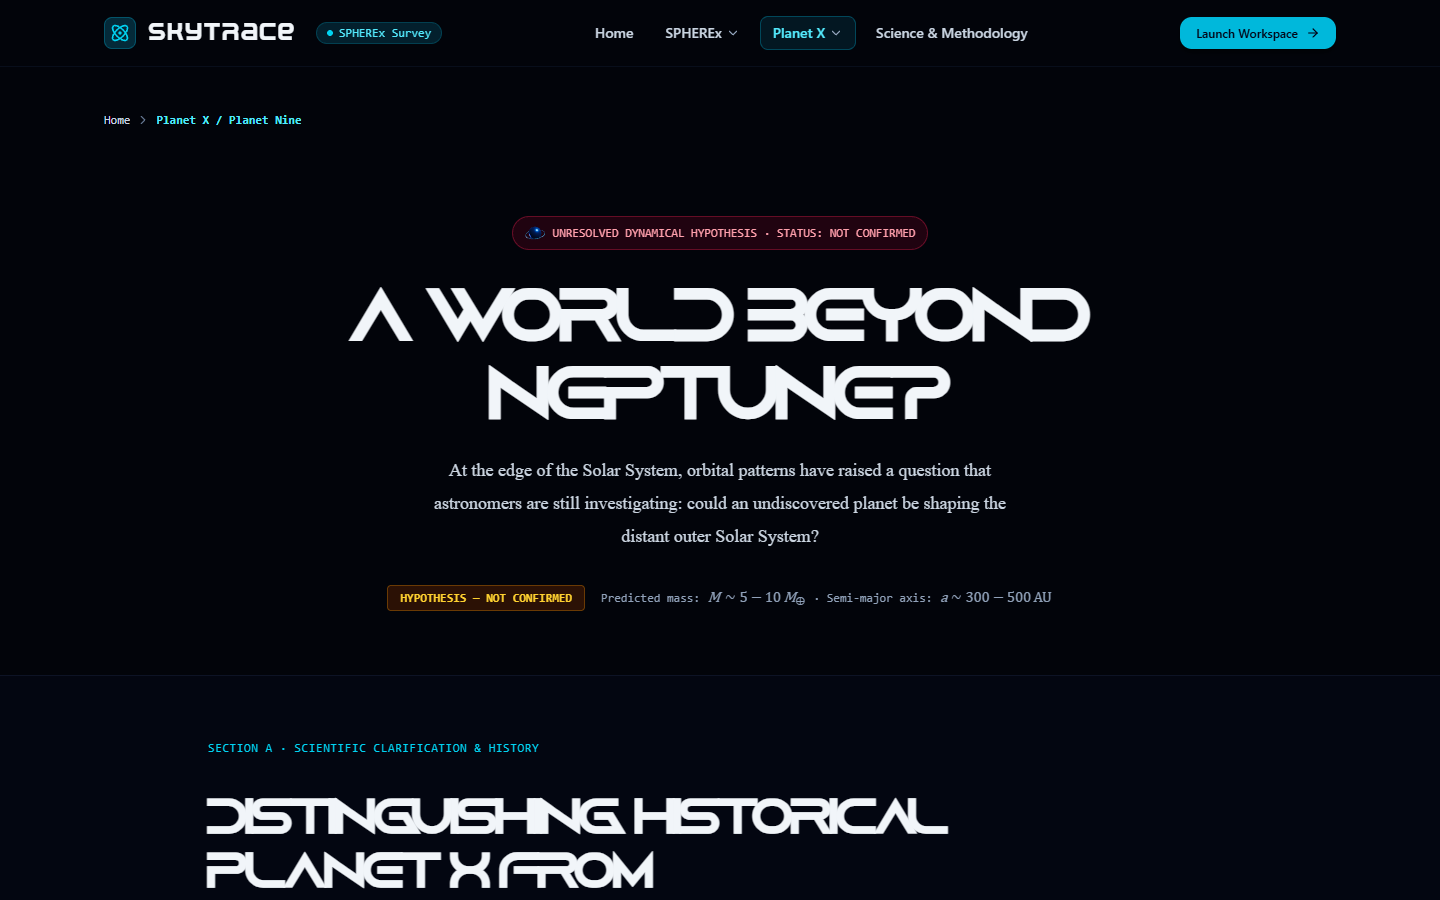 SKYTRACE
SPHEREx Survey
Home
SPHEREx
Planet X
Science & Methodology
Launch Workspace
Home > Planet X / Planet Nine
UNRESOLVED DYNAMICAL HYPOTHESIS · STATUS: NOT CONFIRMED
A WORLD BEYOND
NEPTUNE?
At the edge of the Solar System, orbital patterns have raised a question that
astronomers are still investigating: could an undiscovered planet be shaping the
distant outer Solar System?
HYPOTHESIS — NOT CONFIRMED
Predicted mass: M ~ 5 − 10 M⊕ · Semi-major axis: a ~ 300 − 500 AU
SECTION A · SCIENTIFIC CLARIFICATION & HISTORY
DISTINGUISHING HISTORICAL
PLANET X FROM